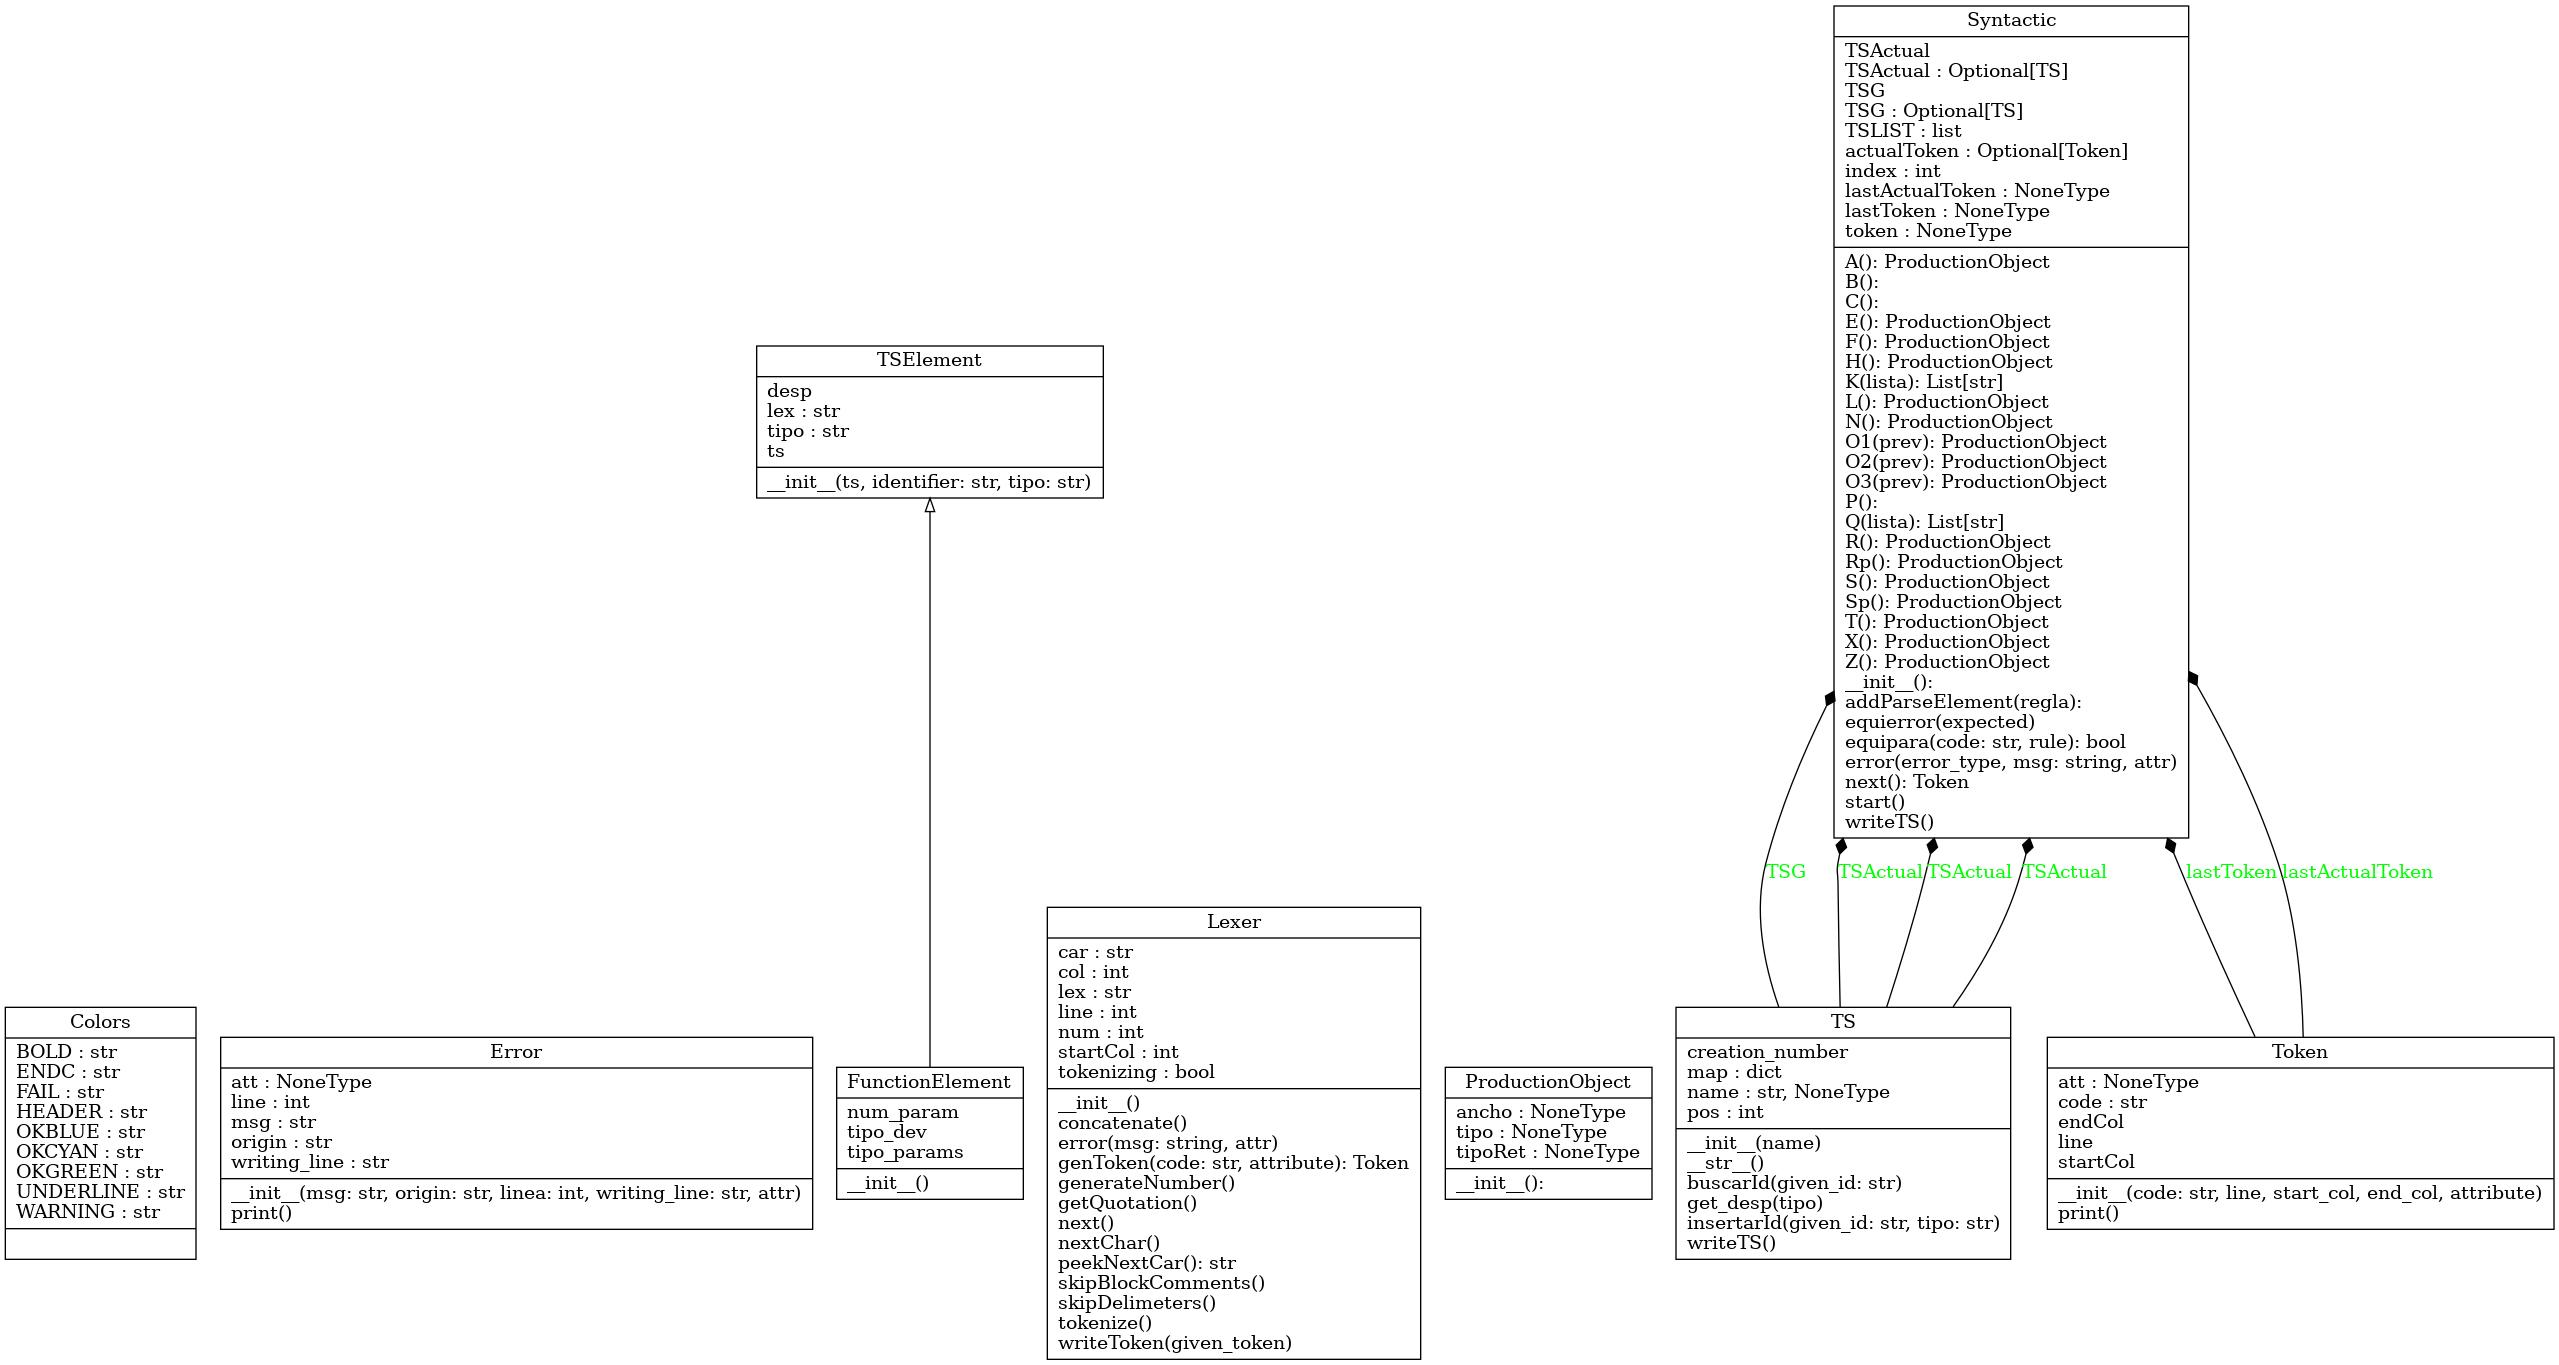 Syntactic
TSActual
TSActual : Optional[TS]
TSG
TSG : Optional[TS]
TSLIST : list
actualToken : Optional[Token]
index : int
lastActualToken : NoneType
lastToken : NoneType
token : NoneType
A(): ProductionObject
B():
C():
E(): ProductionObject
F(): ProductionObject
H(): ProductionObject
K(lista): List[str]
L(): ProductionObject
N(): ProductionObject
O1(prev): ProductionObject
O2(prev): ProductionObject
O3(prev): ProductionObject
P():
Q(lista): List[str]
R(): ProductionObject
Rp(): ProductionObject
S(): ProductionObject
Sp(): ProductionObject
T(): ProductionObject
X(): ProductionObject
Z(): ProductionObject
__init__():
addParseElement(regla):
equierror(expected)
equipara(code: str, rule): bool
error(error_type, msg: string, attr)
next(): Token
start()
writeTS()
TSElement
desp
lex : str
tipo : str
ts
__init__(ts, identifier: str, tipo: str)
TSG
TSActual
TSActual
TSActual
lastToken
lastActualToken
Colors
BOLD : str
ENDC : str
FAIL : str
HEADER : str
OKBLUE : str
OKCYAN : str
OKGREEN : str
UNDERLINE : str
WARNING : str
Error
att : NoneType
line : int
msg : str
origin : str
writing_line : str
__init__(msg: str, origin: str, linea: int, writing_line: str, attr)
print()
FunctionElement
num_param
tipo_dev
tipo_params
__init__()
Lexer
car : str
col : int
lex : str
line : int
num : int
startCol : int
tokenizing : bool
__init__()
concatenate()
error(msg: string, attr)
genToken(code: str, attribute): Token
generateNumber()
getQuotation()
next()
nextChar()
peekNextCar(): str
skipBlockComments()
skipDelimeters()
tokenize()
writeToken(given_token)
ProductionObject
ancho : NoneType
tipo : NoneType
tipoRet : NoneType
__init__():
TS
creation_number
map : dict
name : str, NoneType
pos : int
__init__(name)
__str__()
buscarId(given_id: str)
get_desp(tipo)
insertarId(given_id: str, tipo: str)
writeTS()
Token
att : NoneType
code : str
endCol
line
startCol
__init__(code: str, line, start_col, end_col, attribute)
print()